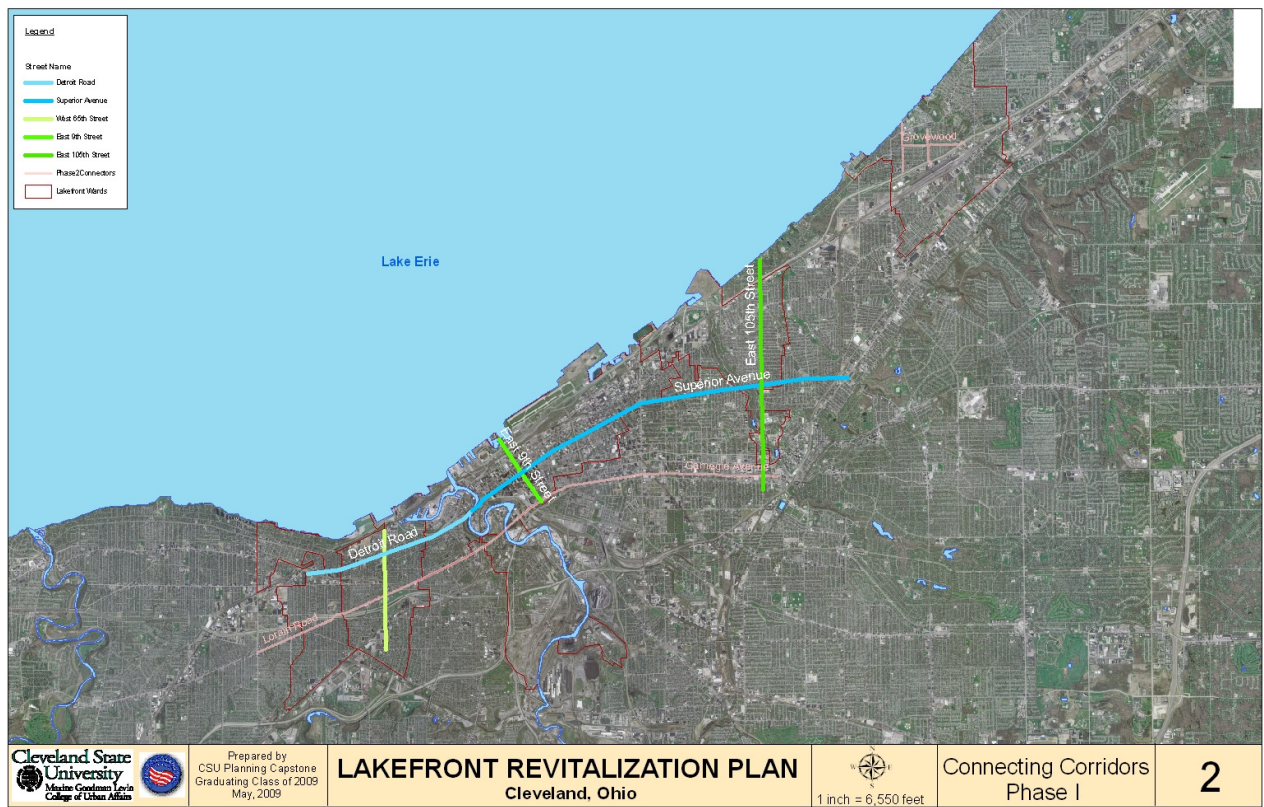 Legend
Street Name
Detroit Road
Superior Avenue
West 65th Street
East 9th Street
East 105th Street
Phase2Connectors
Lakefront Wards
Grovewood
Lake Erie
East 105th Street
Superior Avenue
East 9th Street
Carnegie Avenue
Detroit Road
Lorain Road
Cleveland State
University
Maxine Goodman Levin
College of Urban Affairs
Prepared by
CSU Planning Capstone
Graduating Class of 2009
May, 2009
LAKEFRONT REVITALIZATION PLAN
Cleveland, Ohio
N
W E
S
1 inch = 6,550 feet
Connecting Corridors
Phase I
2